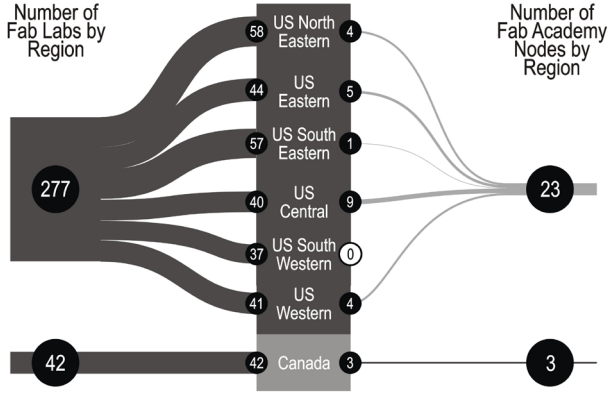 Number of
Fab Labs by
Region
Number of
Fab Academy
Nodes by
Region
58 US North Eastern 4
44 US Eastern 5
57 US South Eastern 1
277
23
40 US Central 9
37 US South Western 0
41 US Western 4
42
42 Canada 3
3